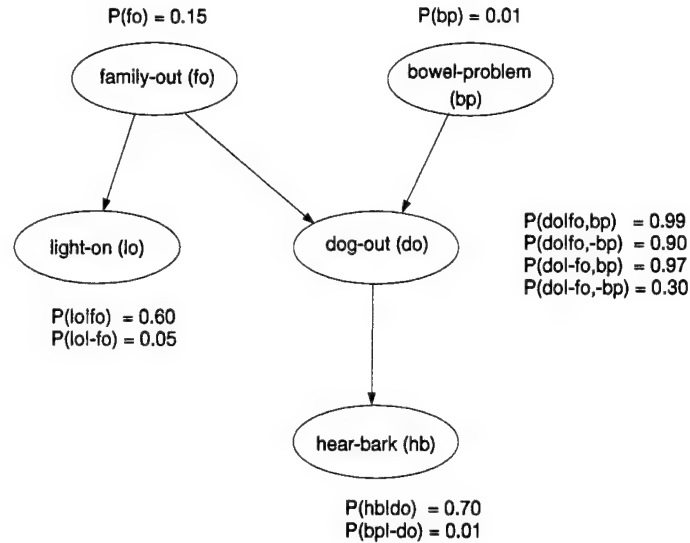 P(fo) = 0.15
P(bp) = 0.01
family-out (fo)
bowel-problem
(bp)
light-on (lo)
dog-out (do)
P(do|fo,bp) = 0.99
P(do|fo,-bp) = 0.90
P(do|-fo,bp) = 0.97
P(do|-fo,-bp) = 0.30
P(lo|fo) = 0.60
P(lo|-fo) = 0.05
hear-bark (hb)
P(hb|do) = 0.70
P(bp|-do) = 0.01